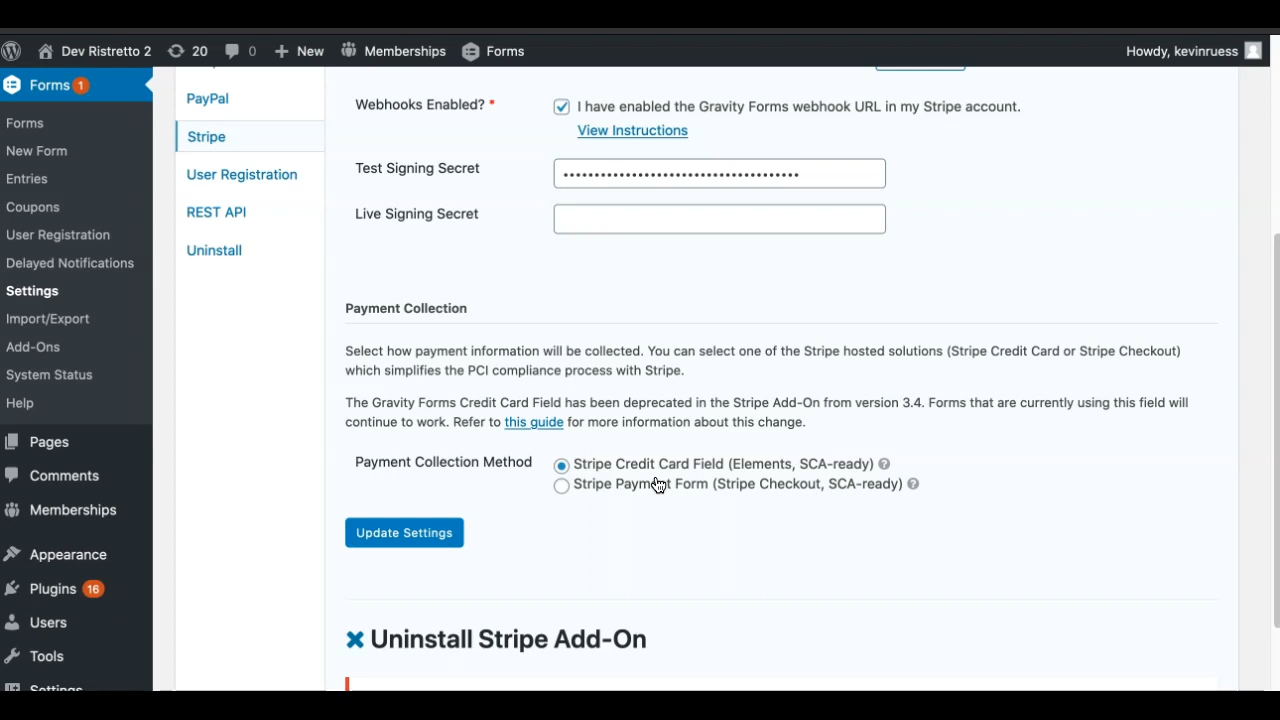 Dev Ristretto 2 20 0 New Memberships Forms Howdy, kevinruess
Forms 1
Forms
New Form
Entries
Coupons
User Registration
Delayed Notifications
Settings
Import/Export
Add-Ons
System Status
Help
Pages
Comments
Memberships
Appearance
Plugins 16
Users
Tools
Settings
PayPal
Stripe
User Registration
REST API
Uninstall
Webhooks Enabled? * I have enabled the Gravity Forms webhook URL in my Stripe account.
View Instructions
Test Signing Secret
Live Signing Secret
Payment Collection
Select how payment information will be collected. You can select one of the Stripe hosted solutions (Stripe Credit Card or Stripe Checkout)
which simplifies the PCI compliance process with Stripe.
The Gravity Forms Credit Card Field has been deprecated in the Stripe Add-On from version 3.4. Forms that are currently using this field will
continue to work. Refer to this guide for more information about this change.
Payment Collection Method Stripe Credit Card Field (Elements, SCA-ready) ?
Stripe Payment Form (Stripe Checkout, SCA-ready) ?
Update Settings
Uninstall Stripe Add-On